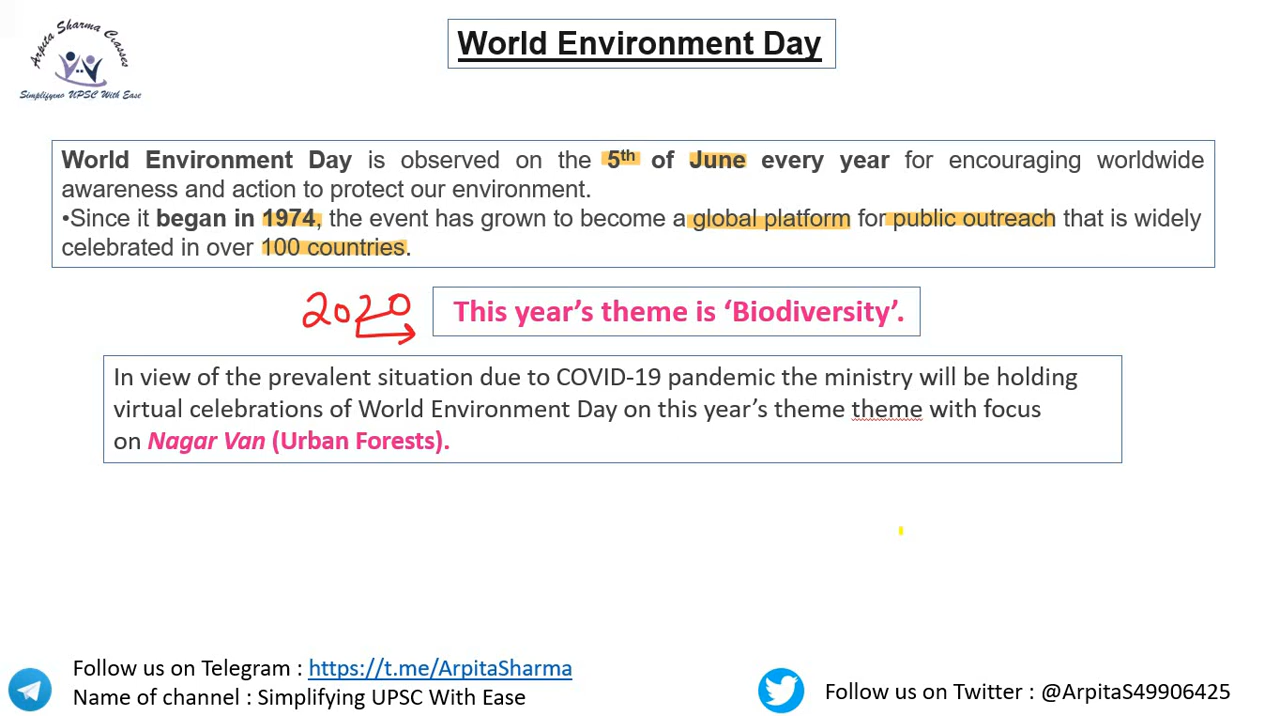 Arpita Sharma Classes
Simplifyeno UPSC With Ease
World Environment Day
World Environment Day is observed on the 5th of June every year for encouraging worldwide
awareness and action to protect our environment.
•Since it began in 1974, the event has grown to become a global platform for public outreach that is widely
celebrated in over 100 countries.
2020
This year’s theme is ‘Biodiversity’.
In view of the prevalent situation due to COVID-19 pandemic the ministry will be holding
virtual celebrations of World Environment Day on this year’s theme theme with focus
on Nagar Van (Urban Forests).
Follow us on Telegram : https://t.me/ArpitaSharma
Name of channel : Simplifying UPSC With Ease
Follow us on Twitter : @ArpitaS49906425